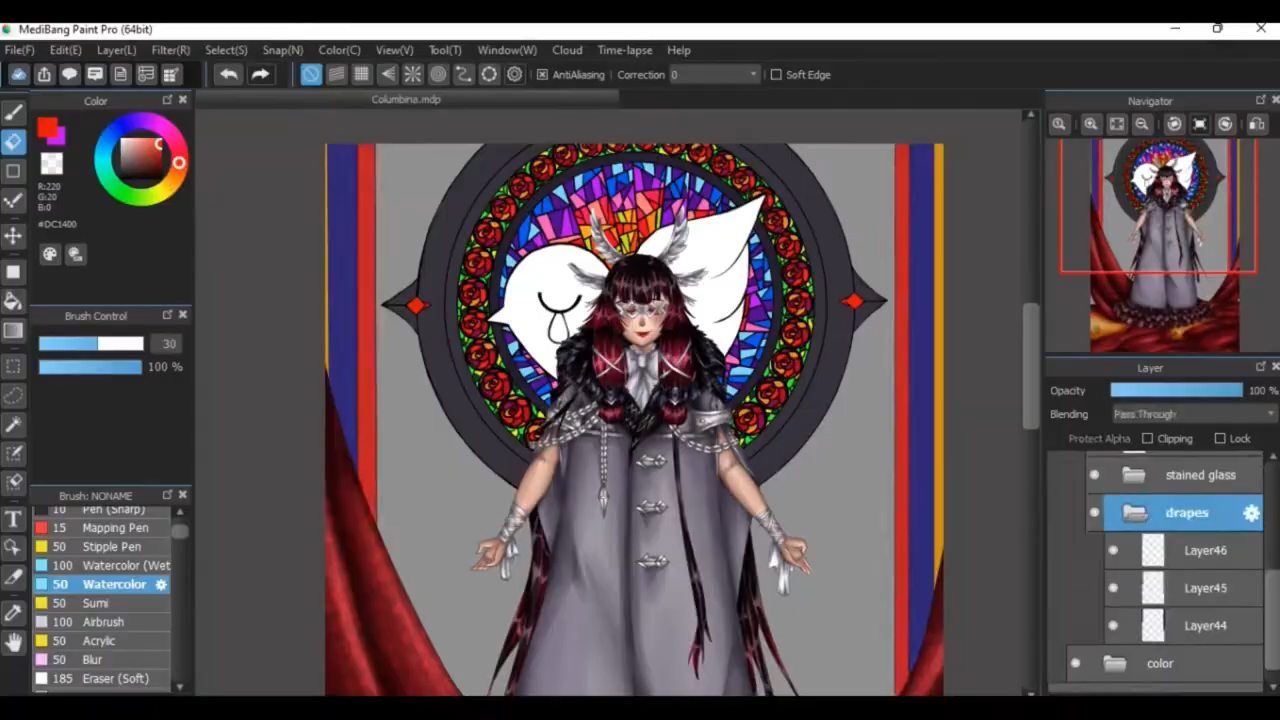 MediBang Paint Pro (64bit)
File(F) Edit(E) Layer(L) Filter(R) Select(S) Snap(N) Color(C) View(V) Tool(T) Window(W) Cloud Time-lapse Help
AntiAliasing Correction 0 Soft Edge
Color
Columbina.mdp
Navigator
R:220
G:20
B:0
#DC1400
Brush Control
30
100 %
Layer
Opacity 100 %
Blending Pass Through
Protect Alpha Clipping Lock
stained glass
drapes
Layer46
Layer45
Layer44
color
Brush: NONAME
10 Pen (Sharp)
15 Mapping Pen
50 Stipple Pen
100 Watercolor (Wet
50 Watercolor
50 Sumi
100 Airbrush
50 Acrylic
50 Blur
185 Eraser (Soft)